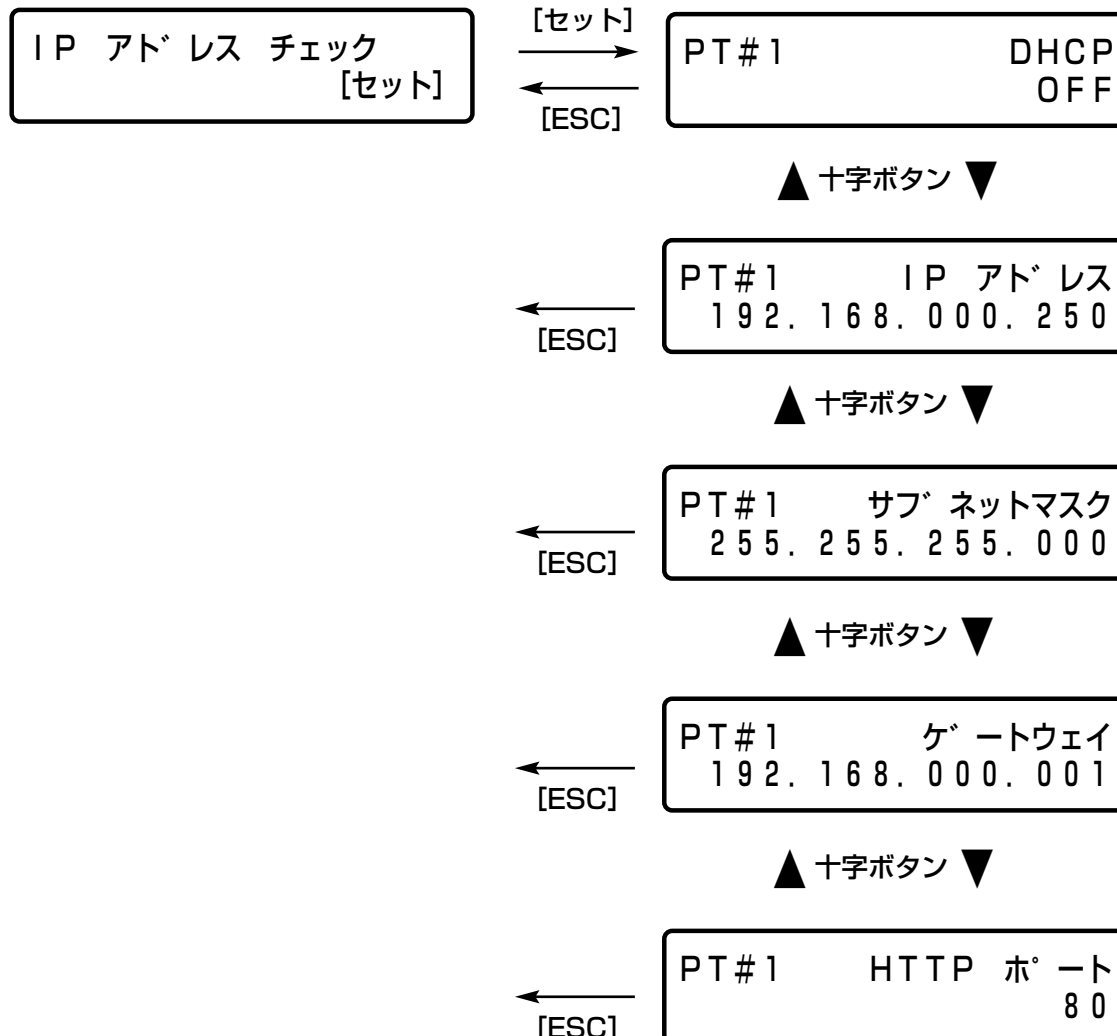 IP アドレス チェック
[セット]
[セット]
[ESC]
PT#1 DHCP
OFF
▲ 十字ボタン ▼
PT#1 IP アドレス
192.168.000.250
[ESC]
▲ 十字ボタン ▼
PT#1 サブネットマスク
255.255.255.000
[ESC]
▲ 十字ボタン ▼
PT#1 ゲートウェイ
192.168.000.001
[ESC]
▲ 十字ボタン ▼
PT#1 HTTP ポート
80
[ESC]